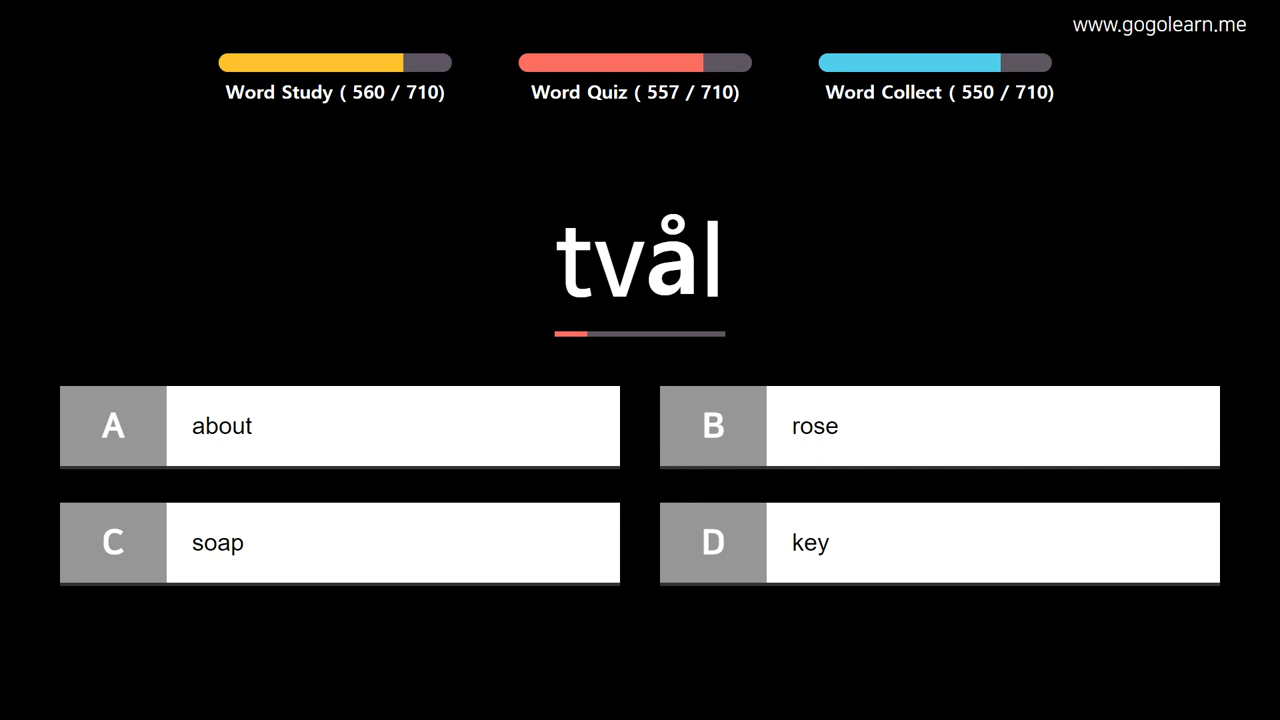 www.gogolearn.me
Word Study ( 560 / 710)
Word Quiz ( 557 / 710)
Word Collect ( 550 / 710)
tvål
A about
B rose
C soap
D key